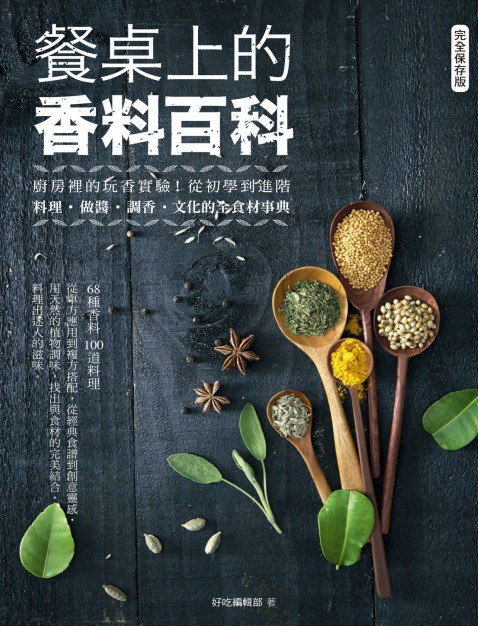 餐桌上的
香料百科
完全保存版
廚房裡的玩香實驗！從初學到進階
料理・做醬・調香・文化的全食材事典
68種香料 100道料理
從單方應用到複方搭配，從經典食譜到創意靈感，
用天然的植物調味，找出與食材的完美結合，
料理出迷人的滋味。
好吃編輯部 著